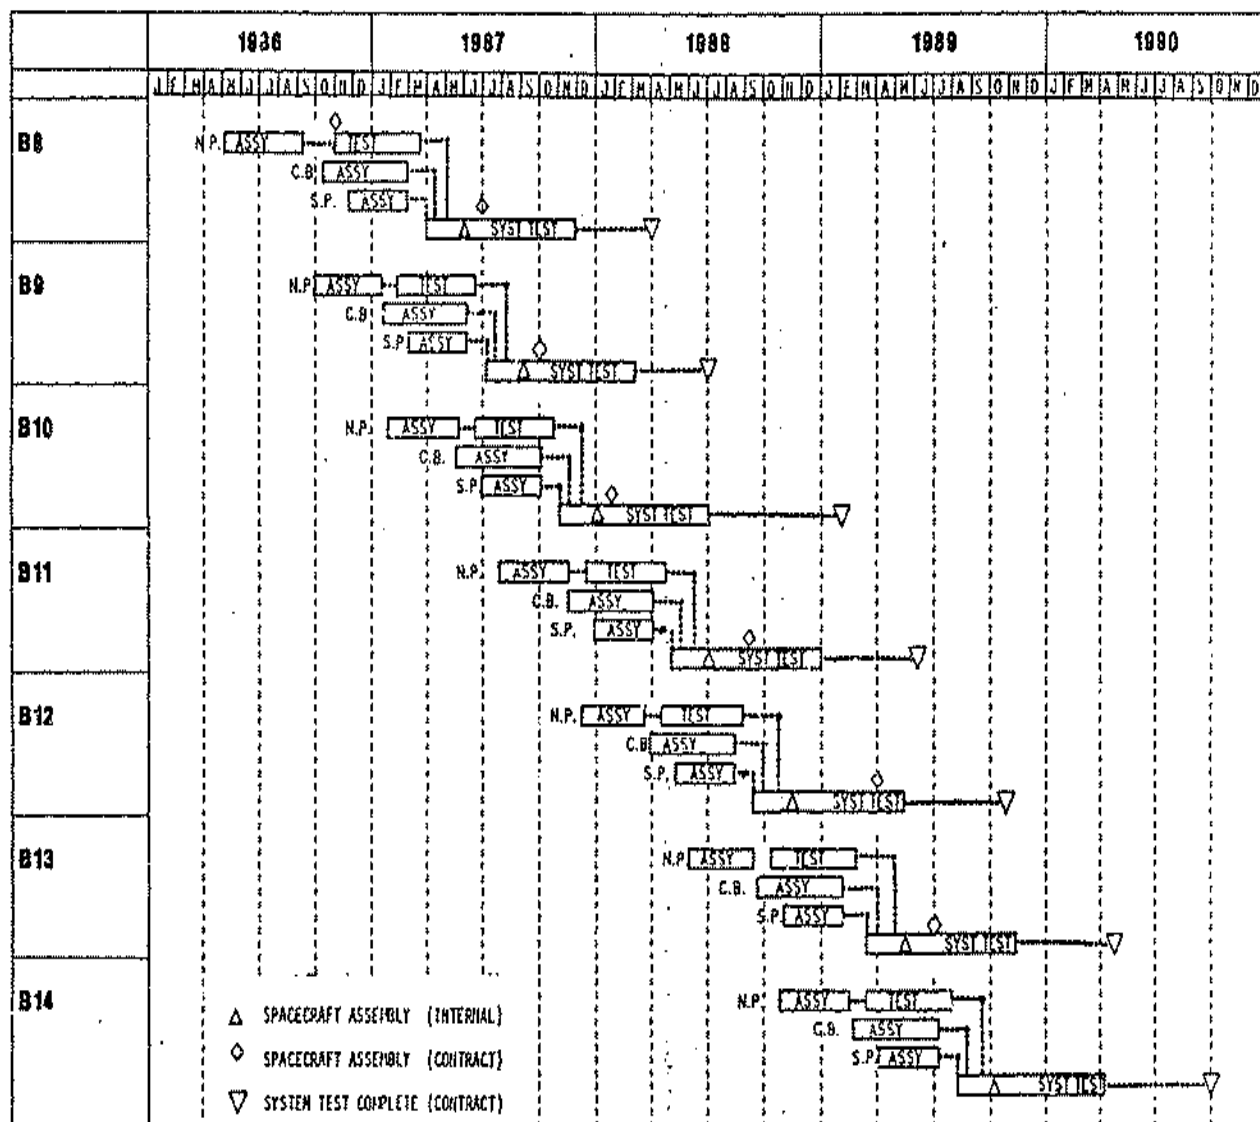 1986 1987 1988 1989 1990
J F M A M J J A S O N D J F M A M J J A S O N D J F M A M J J A S O N D J F M A M J J A S O N D J F M A M J J A S O N D
B8
N.P. ASSY TEST
C.B ASSY
S.P. ASSY
SYST TEST
B9
N.P ASSY TEST
C.B ASSY
S.P ASSY
SYST TEST
B10
N.P. ASSY TEST
C.B. ASSY
S.P ASSY
SYST TEST
B11
N.P. ASSY TEST
C.B. ASSY
S.P. ASSY
SYST TEST
B12
N.P. ASSY TEST
C.B ASSY
S.P. ASSY
SYST TEST
B13
N.P ASSY TEST
C.B. ASSY
S.P ASSY
SYST TEST
B14
N.P ASSY TEST
C.B. ASSY
S.P ASSY
SYST TEST
SPACECRAFT ASSEMBLY (INTERNAL)
SPACECRAFT ASSEMBLY (CONTRACT)
SYSTEM TEST COMPLETE (CONTRACT)